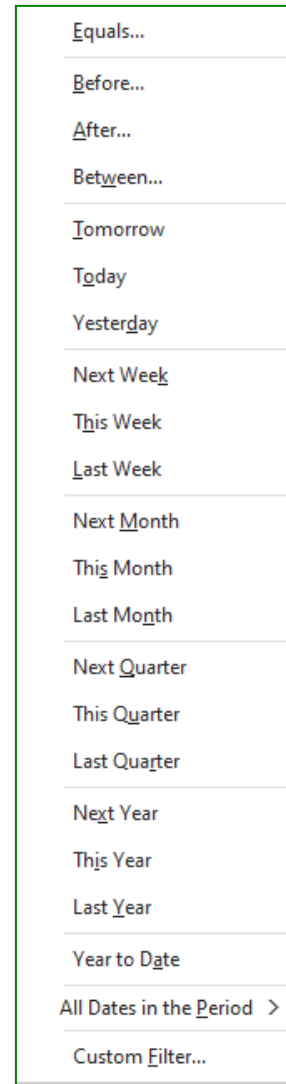 Equals...
Before...
After...
Between...
Tomorrow
Today
Yesterday
Next Week
This Week
Last Week
Next Month
This Month
Last Month
Next Quarter
This Quarter
Last Quarter
Next Year
This Year
Last Year
Year to Date
All Dates in the Period >
Custom Filter...